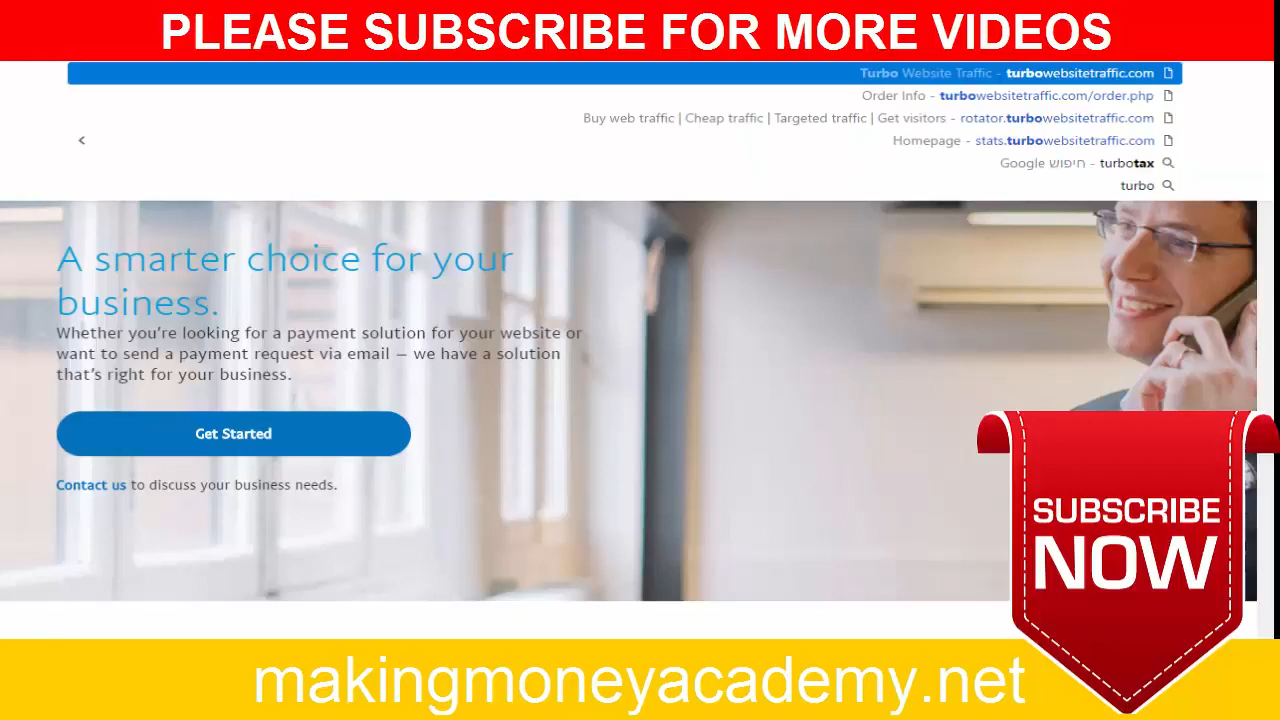 PLEASE SUBSCRIBE FOR MORE VIDEOS
Turbo Website Traffic - turbowebsitetraffic.com
Order Info - turbowebsitetraffic.com/order.php
Buy web traffic | Cheap traffic | Targeted traffic | Get visitors - rotator.turbowebsitetraffic.com
Homepage - stats.turbowebsitetraffic.com
Google חיפוש - turbotax
turbo
A smarter choice for your
business.
Whether you're looking for a payment solution for your website or
want to send a payment request via email – we have a solution
that's right for your business.
Get Started
Contact us to discuss your business needs.
SUBSCRIBE
NOW
makingmoneyacademy.net